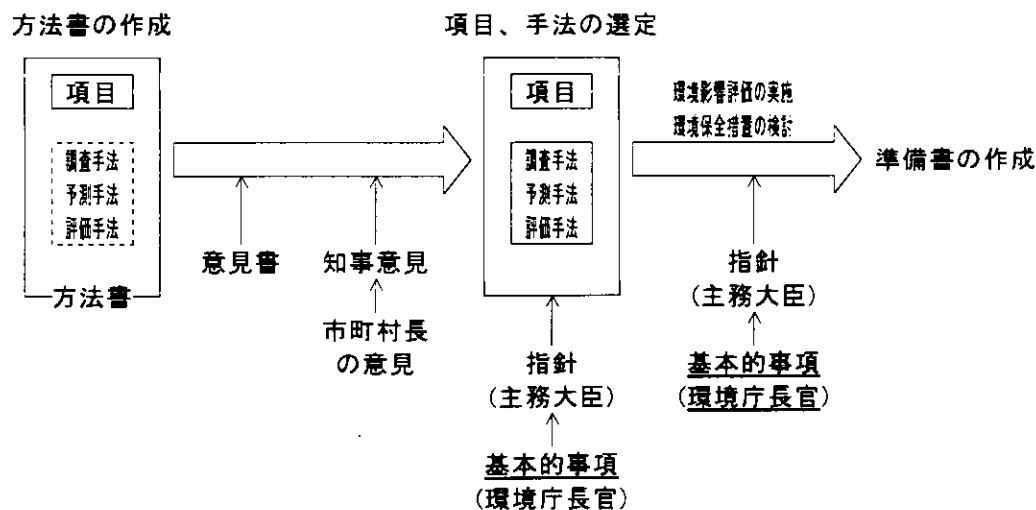 方法書の作成
項目
調査手法
予測手法
評価手法
方法書
意見書
知事意見
市町村長
の意見
項目、手法の選定
項目
調査手法
予測手法
評価手法
指針
(主務大臣)
基本的事項
(環境庁長官)
環境影響評価の実施
環境保全措置の検討
指針
(主務大臣)
基本的事項
(環境庁長官)
準備書の作成